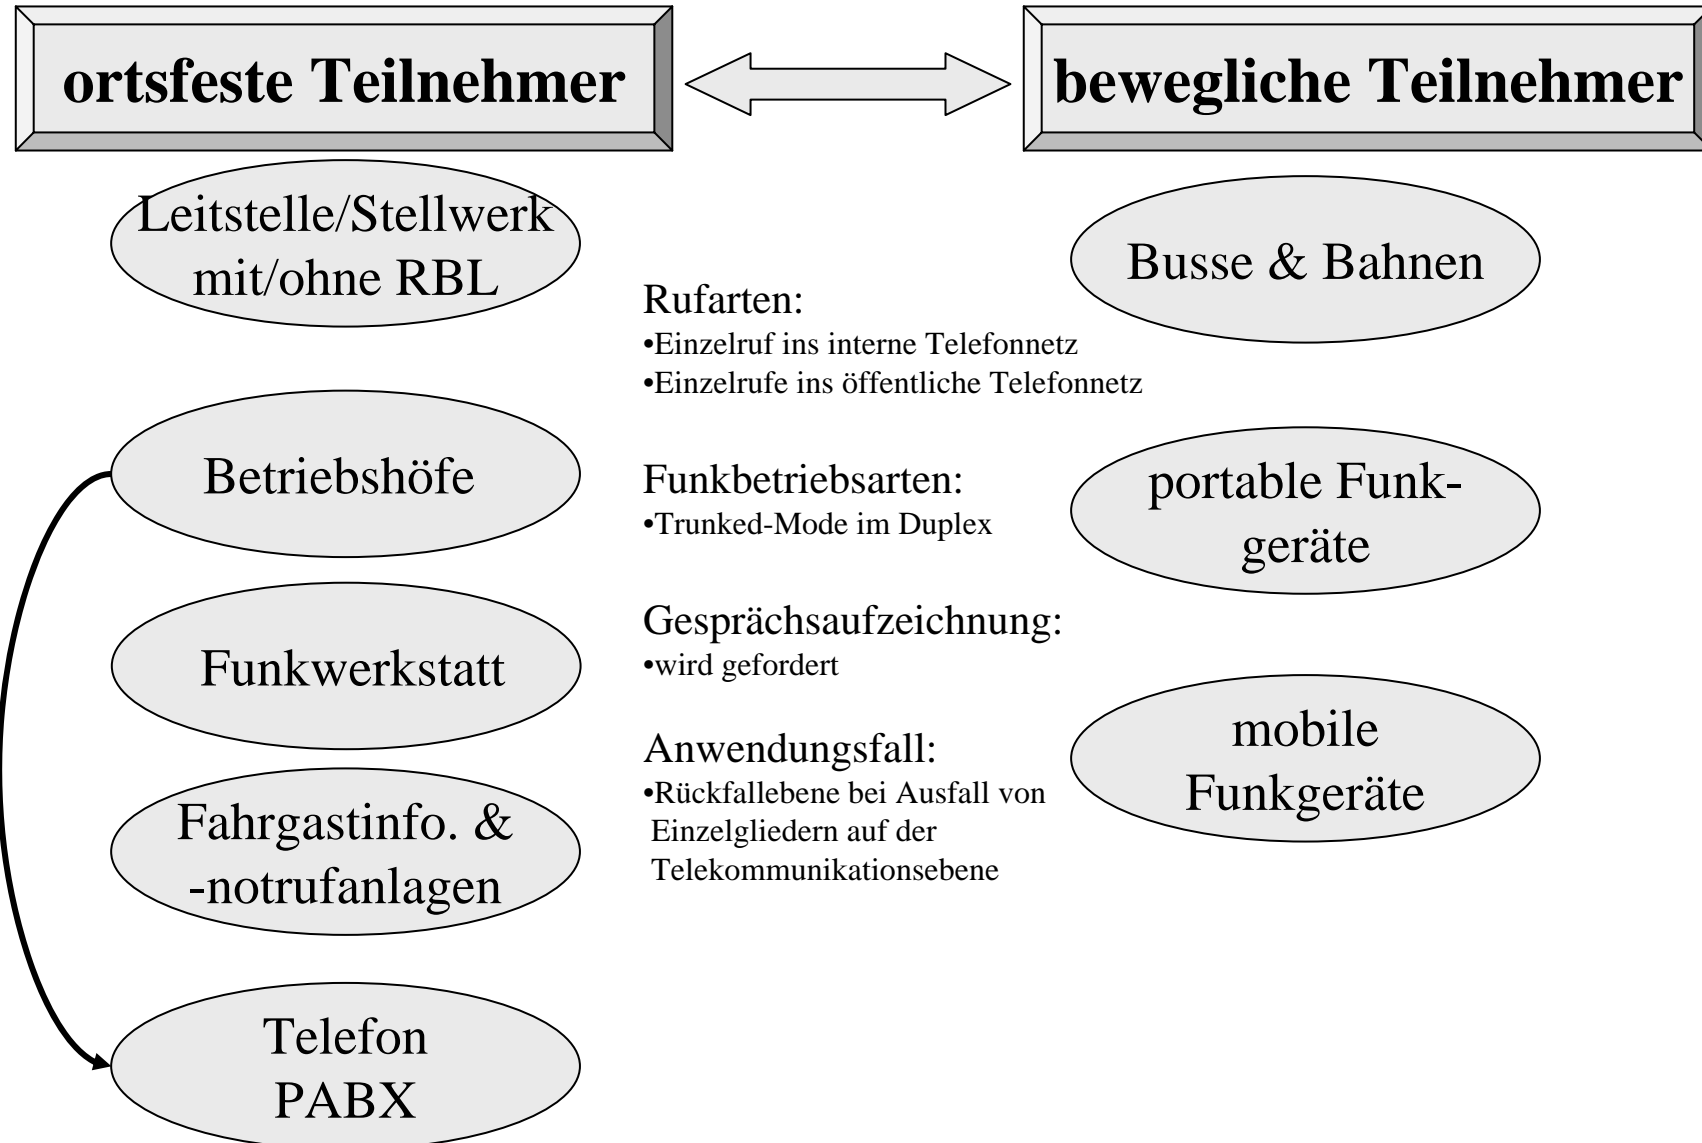 ortsfeste Teilnehmer
bewegliche Teilnehmer
Leitstelle/Stellwerk
mit/ohne RBL
Betriebshöfe
Funkwerkstatt
Fahrgastinfo. &
-notrufanlagen
Telefon
PABX
Rufarten:
•Einzelruf ins interne Telefonnetz
•Einzelrufe ins öffentliche Telefonnetz
Funkbetriebsarten:
•Trunked-Mode im Duplex
Gesprächsaufzeichnung:
•wird gefordert
Anwendungsfall:
•Rückfallebene bei Ausfall von
Einzelgliedern auf der
Telekommunikationsebene
Busse & Bahnen
portable Funk-
geräte
mobile
Funkgeräte